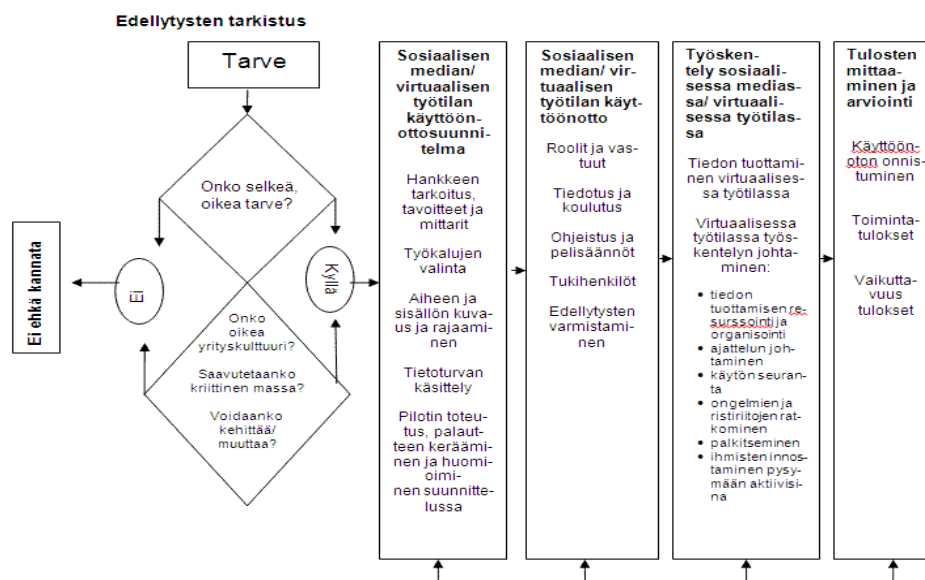 Edellytysten tarkistus
Tarve
Onko selkeä,
oikea tarve?
Ei
Kyllä
Ei ehkä kannata
Onko
oikea
yrityskulttuuri?
Saavutetaanko
kriittinen massa?
Voidaanko
kehittää/
muuttaa?
Sosiaalisen
median/
virtuaalisen
työtilan
käyttöön-
ottosuunni-
telma
Hankkeen
tarkoitus,
tavoitteet ja
mittarit
Työkalujen
valinta
Aiheen ja
sisällön kuva-
us ja rajaami-
nen
Tietoturvan
käsittely
Pilotin toteu-
tus, palaut-
teen kerääm-
inen ja huomi-
oimi-
nen suunnitte-
lussa
Sosiaalisen
median/ vir-
tuaalisen
työtilan käyt-
töönotto
Roolit ja vas-
tuut
Tiedotus ja
koulutus
Ohjeistus ja
pelisäännöt
Tukihenkilöt
Edellytysten
varmistami-
nen
Työsken-
tely sosiaali-
sessa medias-
sa/ virtuaali-
sessa työtilas-
sa
Tiedon tuottami-
nen virtuaalises-
sa työtilassa
Virtuaalisessa
työtilassa työs-
kentelyn johta-
minen:
• tiedon
tuottamisen re-
surssointi ja
organisointi
• ajattelun joh-
taminen
• käytön seuran-
ta
• ongelmien ja
ristiriitojen rat-
kominen
• palkitseminen
• ihmisten innos-
taminen pysy-
mään aktiivisi-
na
Tulosten
mittaa-
minen ja
arviointi
Käyttöön-
oton onnis-
tuminen
Toiminta-
tulokset
Vaikutta-
vuus
tulokset